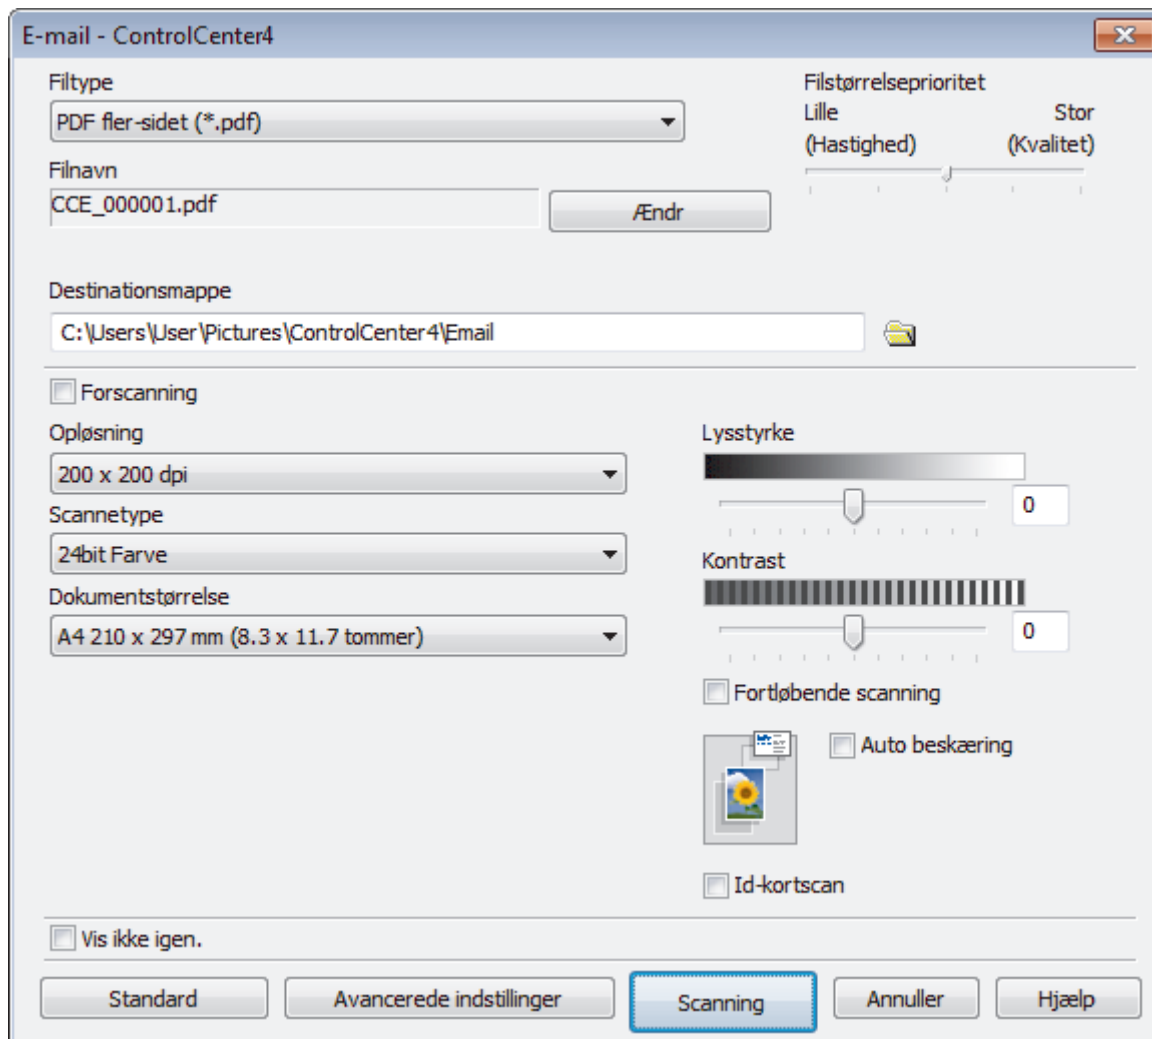 E-mail - ControlCenter4
Filtype
PDF fler-sidet (*.pdf)
Filstørrelseprioritet
Lille Stor
(Hastighed) (Kvalitet)
Filnavn
CCE_000001.pdf
Ændr
Destinationsmappe
C:\Users\User\Pictures\ControlCenter4\Email
Forscanning
Opløsning
200 x 200 dpi
Scannetype
24bit Farve
Dokumentstørrelse
A4 210 x 297 mm (8.3 x 11.7 tommer)
Lysstyrke
0
Kontrast
0
Fortløbende scanning
Auto beskæring
Id-kortscan
Vis ikke igen.
Standard
Avancerede indstillinger
Scanning
Annuller
Hjælp